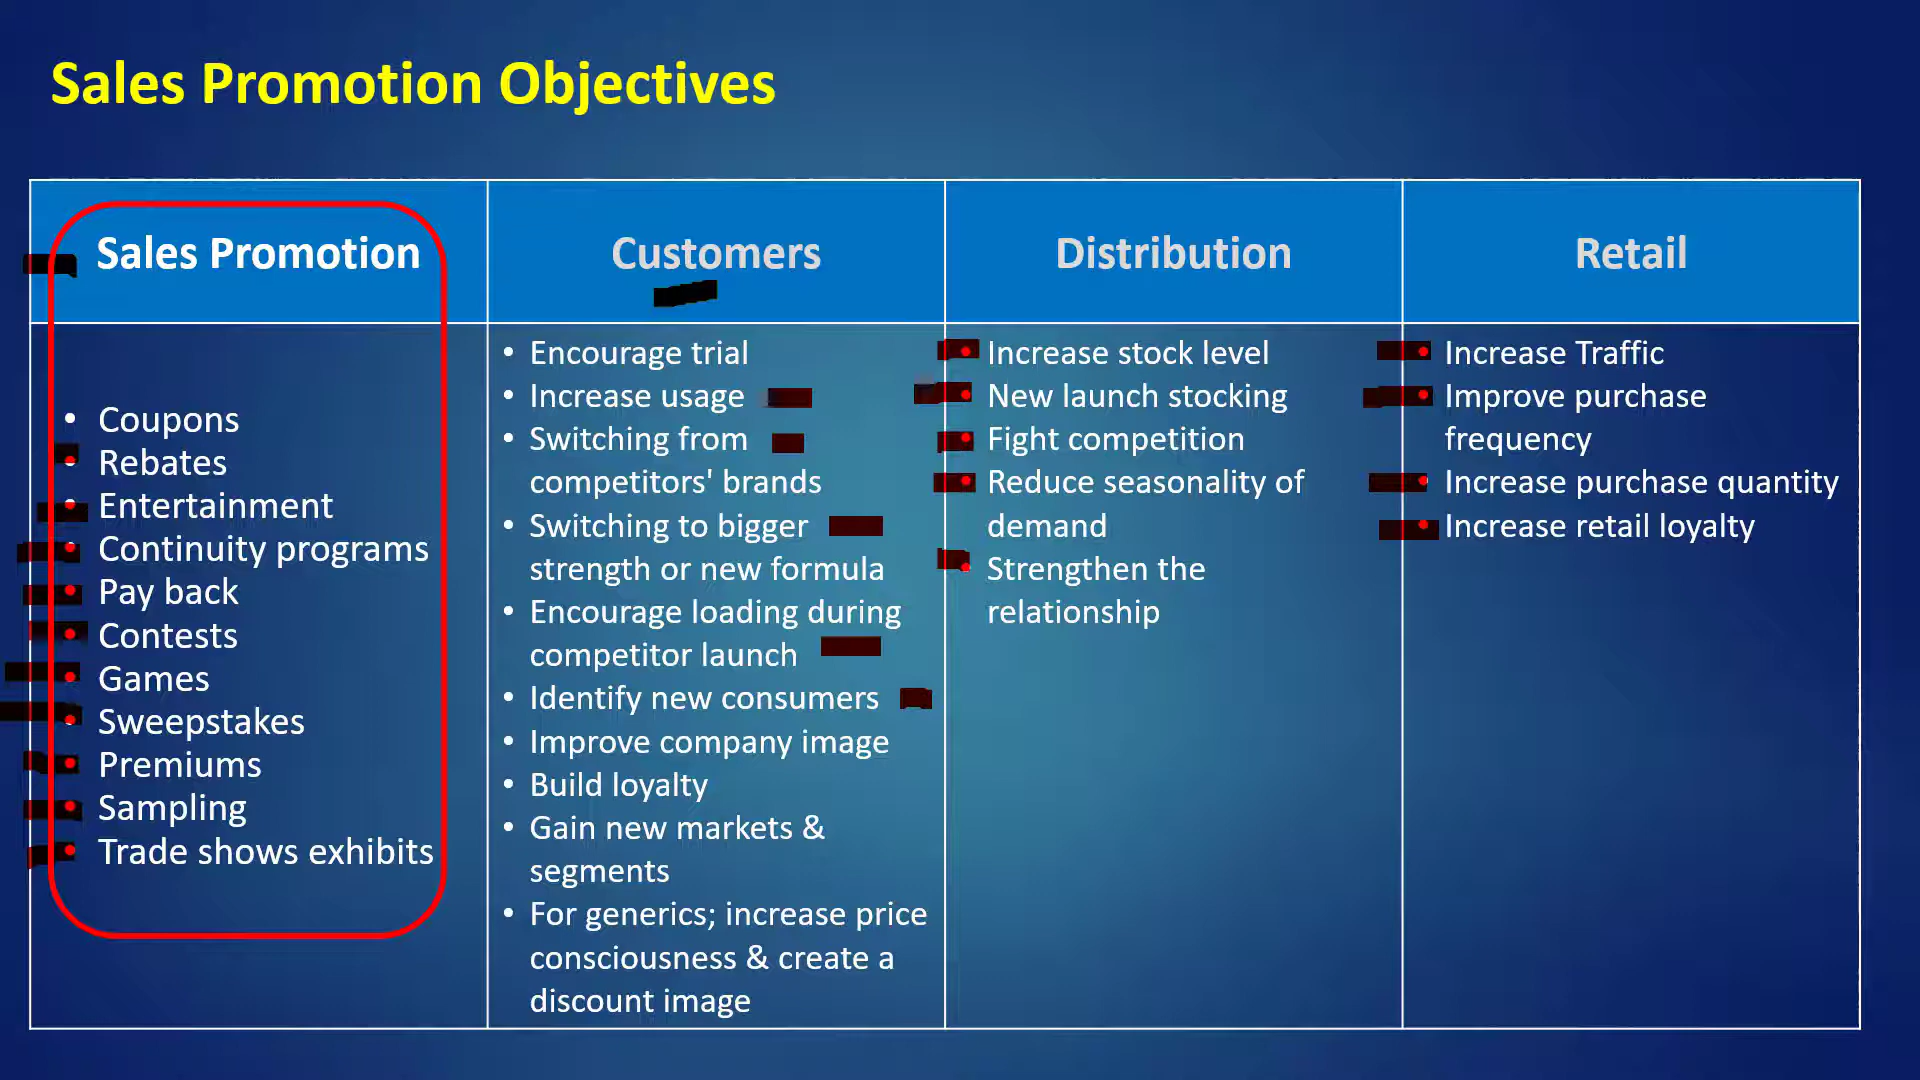 Sales Promotion Objectives
Sales Promotion
Customers
Distribution
Retail
• Coupons
• Rebates
• Entertainment
• Continuity programs
• Pay back
• Contests
• Games
• Sweepstakes
• Premiums
• Sampling
• Trade shows exhibits
• Encourage trial
• Increase usage
• Switching from
competitors' brands
• Switching to bigger
strength or new formula
• Encourage loading during
competitor launch
• Identify new consumers
• Improve company image
• Build loyalty
• Gain new markets &
segments
• For generics; increase price
consciousness & create a
discount image
• Increase stock level
• New launch stocking
• Fight competition
• Reduce seasonality of
demand
• Strengthen the
relationship
• Increase Traffic
• Improve purchase
frequency
• Increase purchase quantity
• Increase retail loyalty